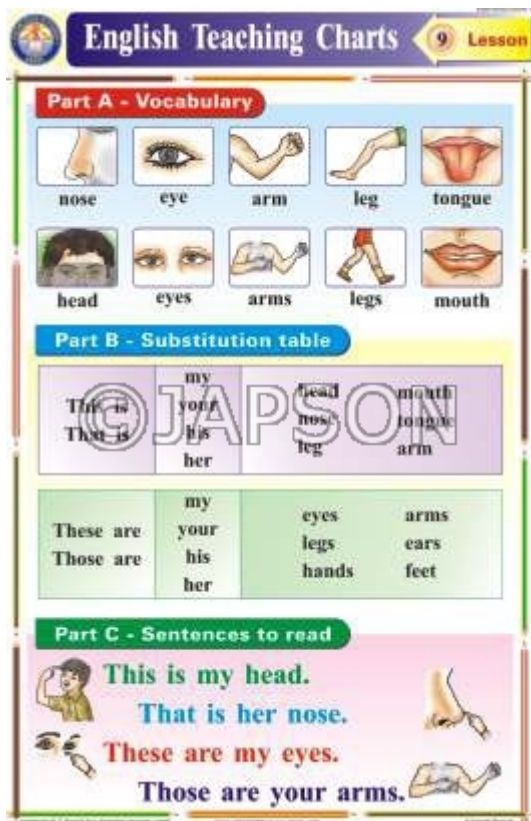 English Teaching Charts
9 Lesson
Part A - Vocabulary
nose eye arm leg tongue
head eyes arms legs mouth
Part B - Substitution table
my
This is your head mouth
That is his nose tongue
her leg arm
©JAPSON
my
These are your eyes arms
Those are his legs ears
her hands feet
Part C - Sentences to read
This is my head.
That is her nose.
These are my eyes.
Those are your arms.